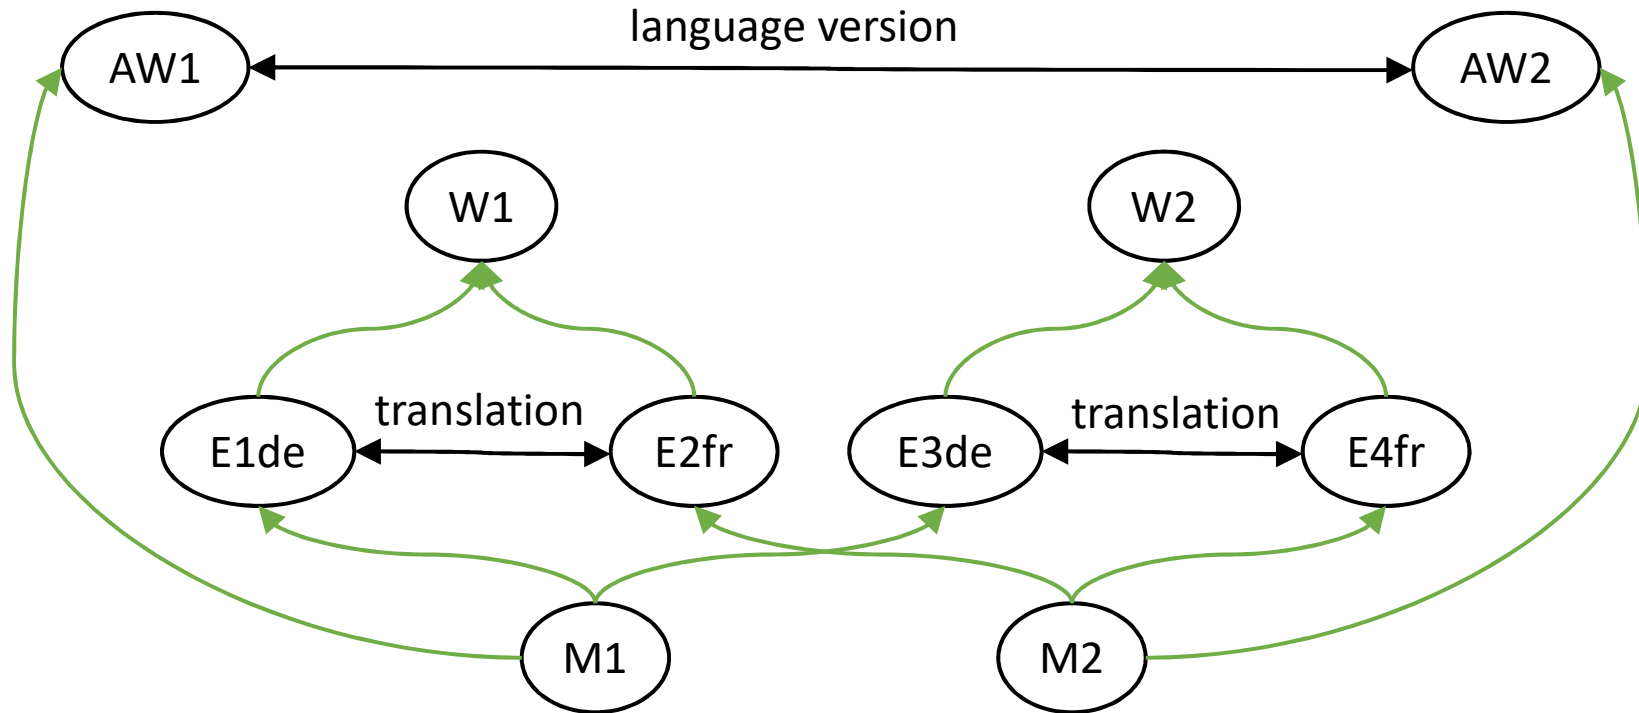 language version
AW1
AW2
W1
W2
translation
translation
E1de
E2fr
E3de
E4fr
M1
M2